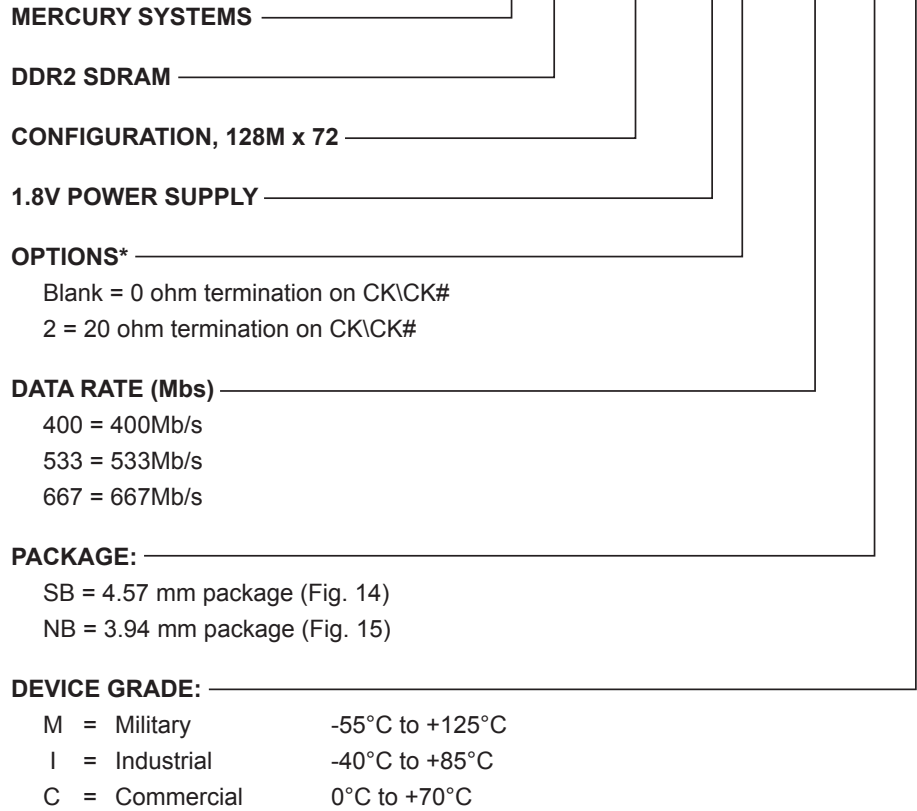 MERCURY SYSTEMS
DDR2 SDRAM
CONFIGURATION, 128M x 72
1.8V POWER SUPPLY
OPTIONS*
Blank = 0 ohm termination on CK\CK#
2 = 20 ohm termination on CK\CK#
DATA RATE (Mbs)
400 = 400Mb/s
533 = 533Mb/s
667 = 667Mb/s
PACKAGE:
SB = 4.57 mm package (Fig. 14)
NB = 3.94 mm package (Fig. 15)
DEVICE GRADE:
M = Military -55°C to +125°C
I = Industrial -40°C to +85°C
C = Commercial 0°C to +70°C